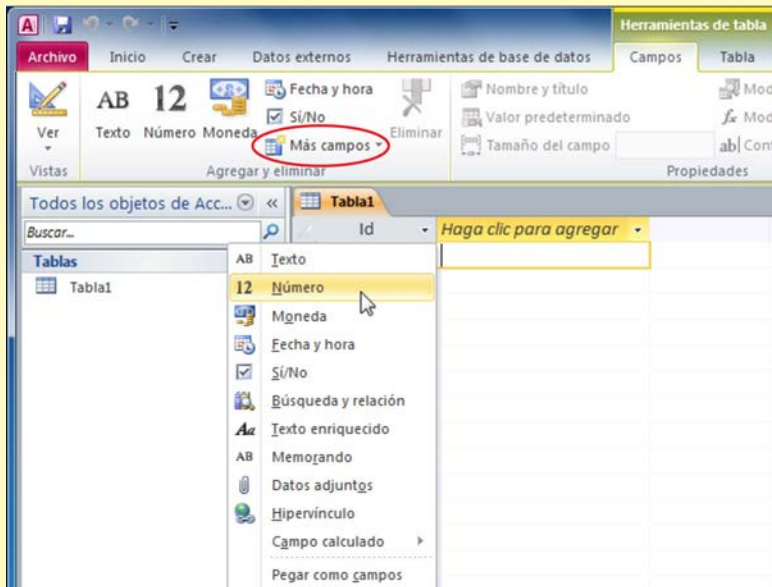 Herramientas de tabla
Archivo Inicio Crear Datos externos Herramientas de base de datos Campos Tabla
AB 12 Fecha y hora Nombre y título
Ver Texto Número Moneda Sí/No Eliminar Valor predeterminado fx
Más campos Tamaño del campo ab|
Vistas Agregar y eliminar Propiedades
Todos los objetos de Acc... « Tabla1
Buscar... Id Haga clic para agregar
Tablas
Tabla1
AB Texto
12 Número
Moneda
Fecha y hora
Sí/No
Búsqueda y relación
Aa Texto enriquecido
AB Memorando
Datos adjuntos
Hipervínculo
Campo calculado
Pegar como campos